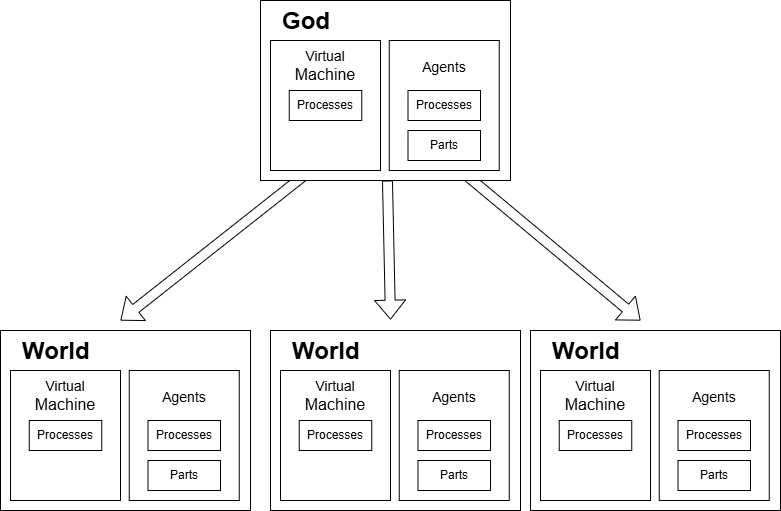 God
Virtual
Machine
Processes
Agents
Processes
Parts
World
Virtual
Machine
Processes
Agents
Processes
Parts
World
Virtual
Machine
Processes
Agents
Processes
Parts
World
Virtual
Machine
Processes
Agents
Processes
Parts